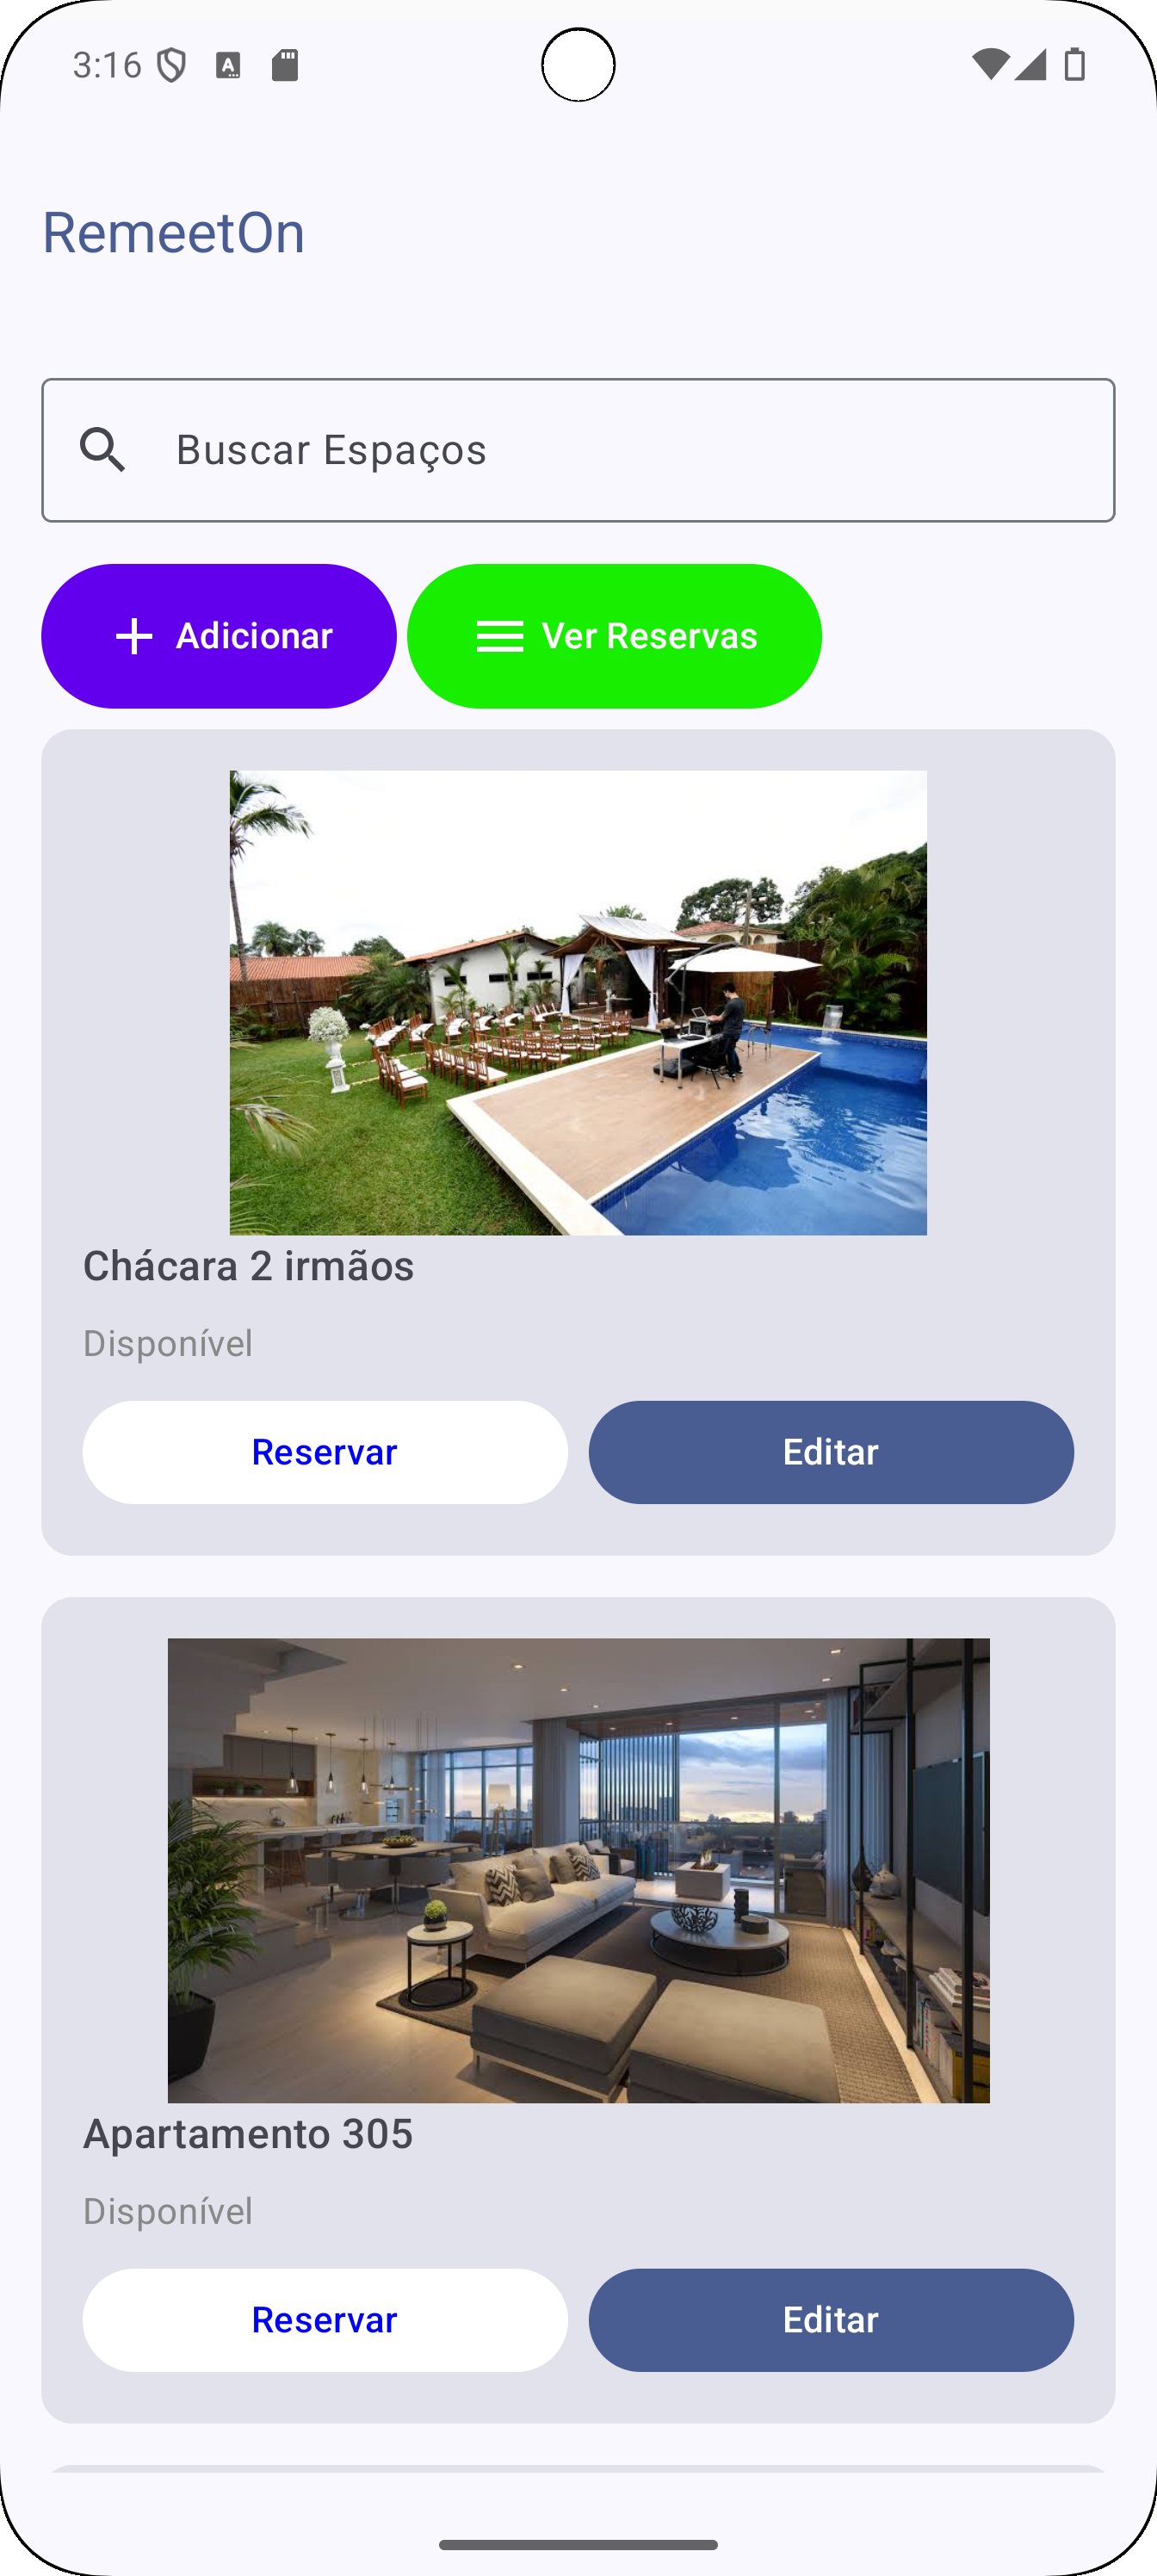 3:16
RemeetOn
Buscar Espaços
Adicionar
Ver Reservas
Chácara 2 irmãos
Disponível
Reservar
Editar
Apartamento 305
Disponível
Reservar
Editar